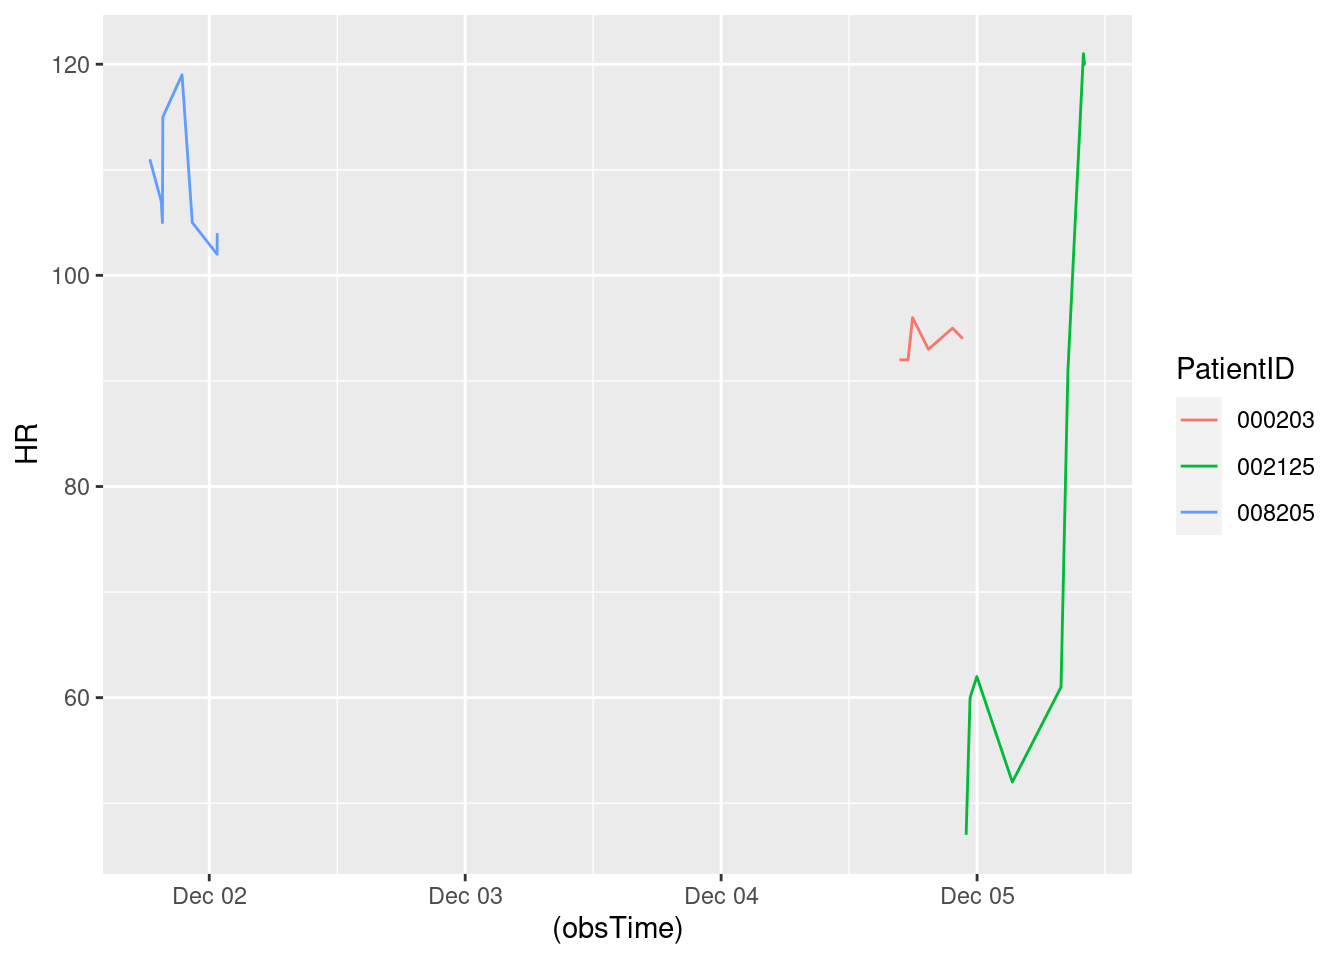 120
100
80
60
HR
Dec 02
Dec 03
Dec 04
Dec 05
(obsTime)
PatientID
000203
002125
008205